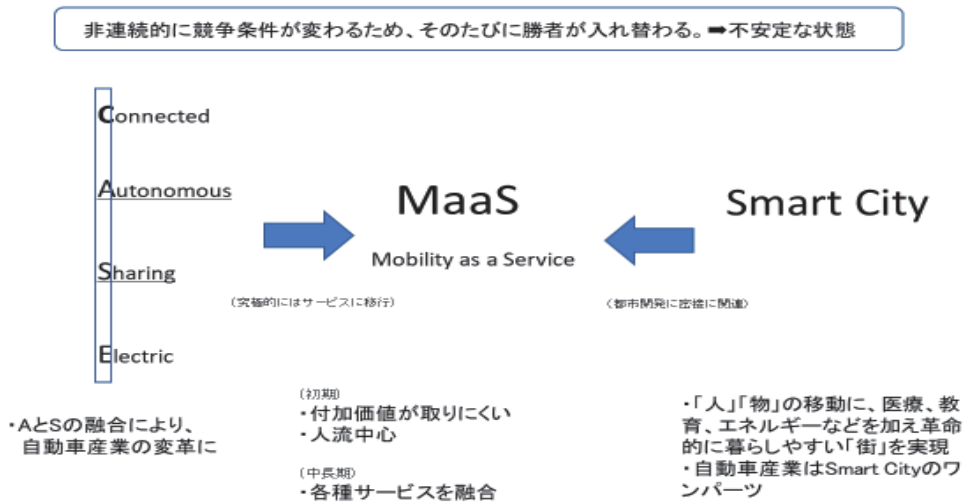 非連続的に競争条件が変わるため、そのたびに勝者が入れ替わる。➡不安定な状態
Connected
Autonomous
Sharing
Electric
MaaS
Mobility as a Service
Smart City
(究極的にはサービスに移行)
〈都市開発に密接に関連〉
・AとSの融合により、
自動車産業の変革に
(初期)
・付加価値が取りにくい
・人流中心
(中長期)
・各種サービスを融合
・「人」「物」の移動に、医療、教
育、エネルギーなどを加え革命
的に暮らしやすい「街」を実現
・自動車産業はSmart Cityのワ
ンパーツ